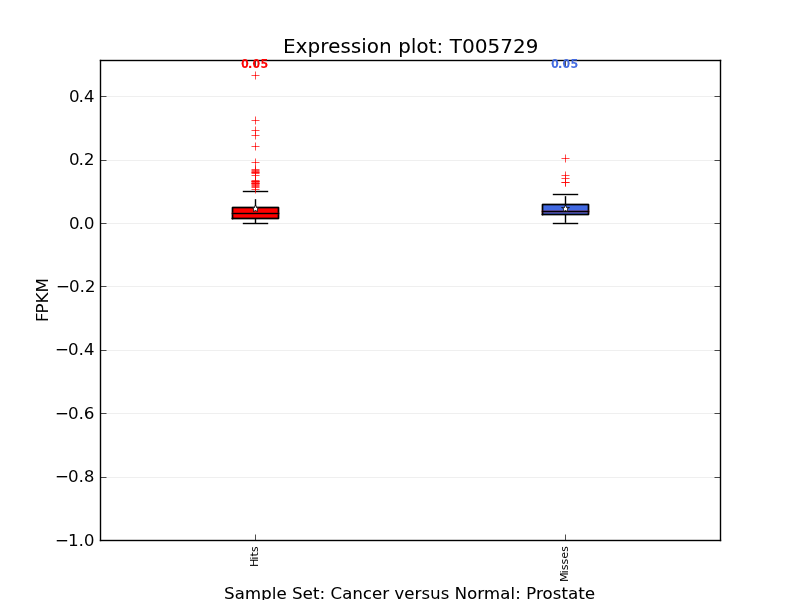 Expression plot: T005729
0.05 0.05
0.4
0.2
0.0
−0.2
−0.4
−0.6
−0.8
−1.0
FPKM
Hits
Misses
Sample Set: Cancer versus Normal: Prostate